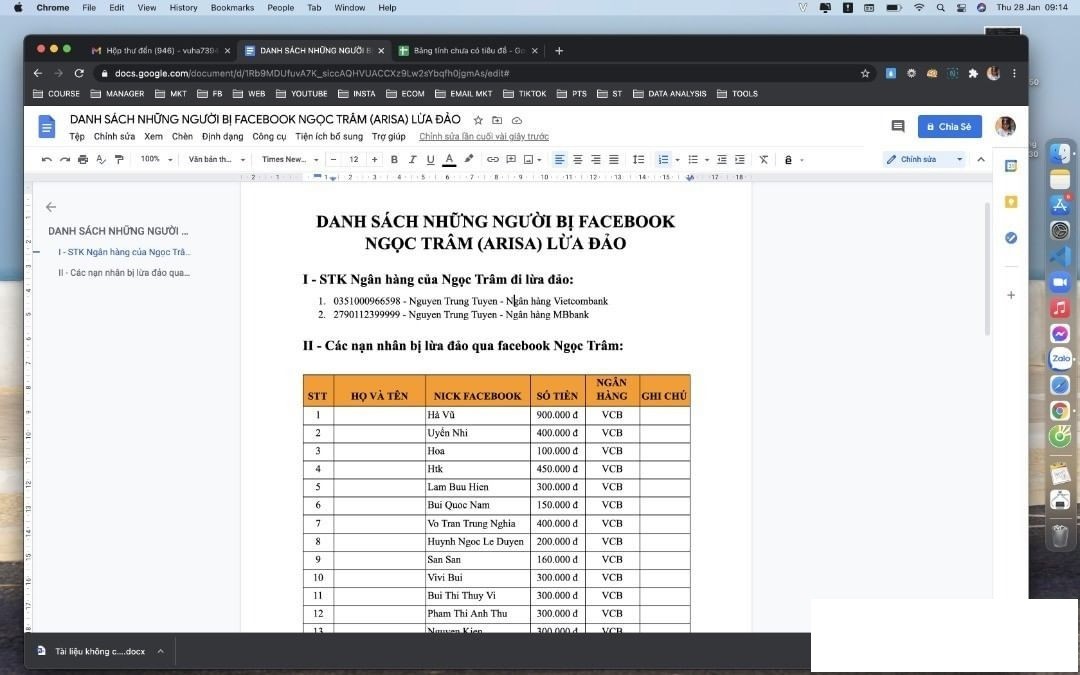 Chrome File Edit View History Bookmarks People Tab Window Help Thu 28 Jan 09:14
Hộp thư đến (946) - vuha7394 DANH SÁCH NHỮNG NGƯỜI B Bảng tính chưa có tiêu đề - Go
docs.google.com/document/d/1Rb9MDUfuvA7K_siccAQHVUACCXz9Lw2sYbqfh0jgmAs/edit#
COURSE MANAGER MKT FB WEB YOUTUBE INSTA ECOM EMAIL MKT TIKTOK PTS ST DATA ANALYSIS TOOLS
DANH SÁCH NHỮNG NGƯỜI BỊ FACEBOOK NGỌC TRÂM (ARISA) LỪA ĐẢO
Chia Sẻ
Tệp Chỉnh sửa Xem Chèn Định dạng Công cụ Tiện ích bổ sung Trợ giúp Chỉnh sửa lần cuối vài giây trước
100% Văn bản th... Times New... 12 Chỉnh sửa
DANH SÁCH NHỮNG NGƯỜI ...
I - STK Ngân hàng của Ngọc Trâ...
II - Các nạn nhân bị lừa đảo qua...
DANH SÁCH NHỮNG NGƯỜI BỊ FACEBOOK
NGỌC TRÂM (ARISA) LỪA ĐẢO
I - STK Ngân hàng của Ngọc Trâm đi lừa đảo:
1. 0351000966598 - Nguyen Trung Tuyen - Ngân hàng Vietcombank
2. 2790112399999 - Nguyen Trung Tuyen - Ngân hàng MBbank
II - Các nạn nhân bị lừa đảo qua facebook Ngọc Trâm:
STT HỌ VÀ TÊN NICK FACEBOOK SỐ TIỀN NGÂN HÀNG GHI CHÚ
1 Hà Vũ 900.000 đ VCB
2 Uyển Nhi 400.000 đ VCB
3 Hoa 100.000 đ VCB
4 Htk 450.000 đ VCB
5 Lam Buu Hien 300.000 đ VCB
6 Bui Quoc Nam 150.000 đ VCB
7 Vo Tran Trung Nghia 400.000 đ VCB
8 Huynh Ngoc Le Duyen 200.000 đ VCB
9 San San 160.000 đ VCB
10 Vivi Bui 300.000 đ VCB
11 Bui Thi Thuy Vi 300.000 đ VCB
12 Pham Thi Anh Thu 300.000 đ VCB
13 Nguyen Kien 300.000 đ VCB
Zalo
Tài liệu không c....docx